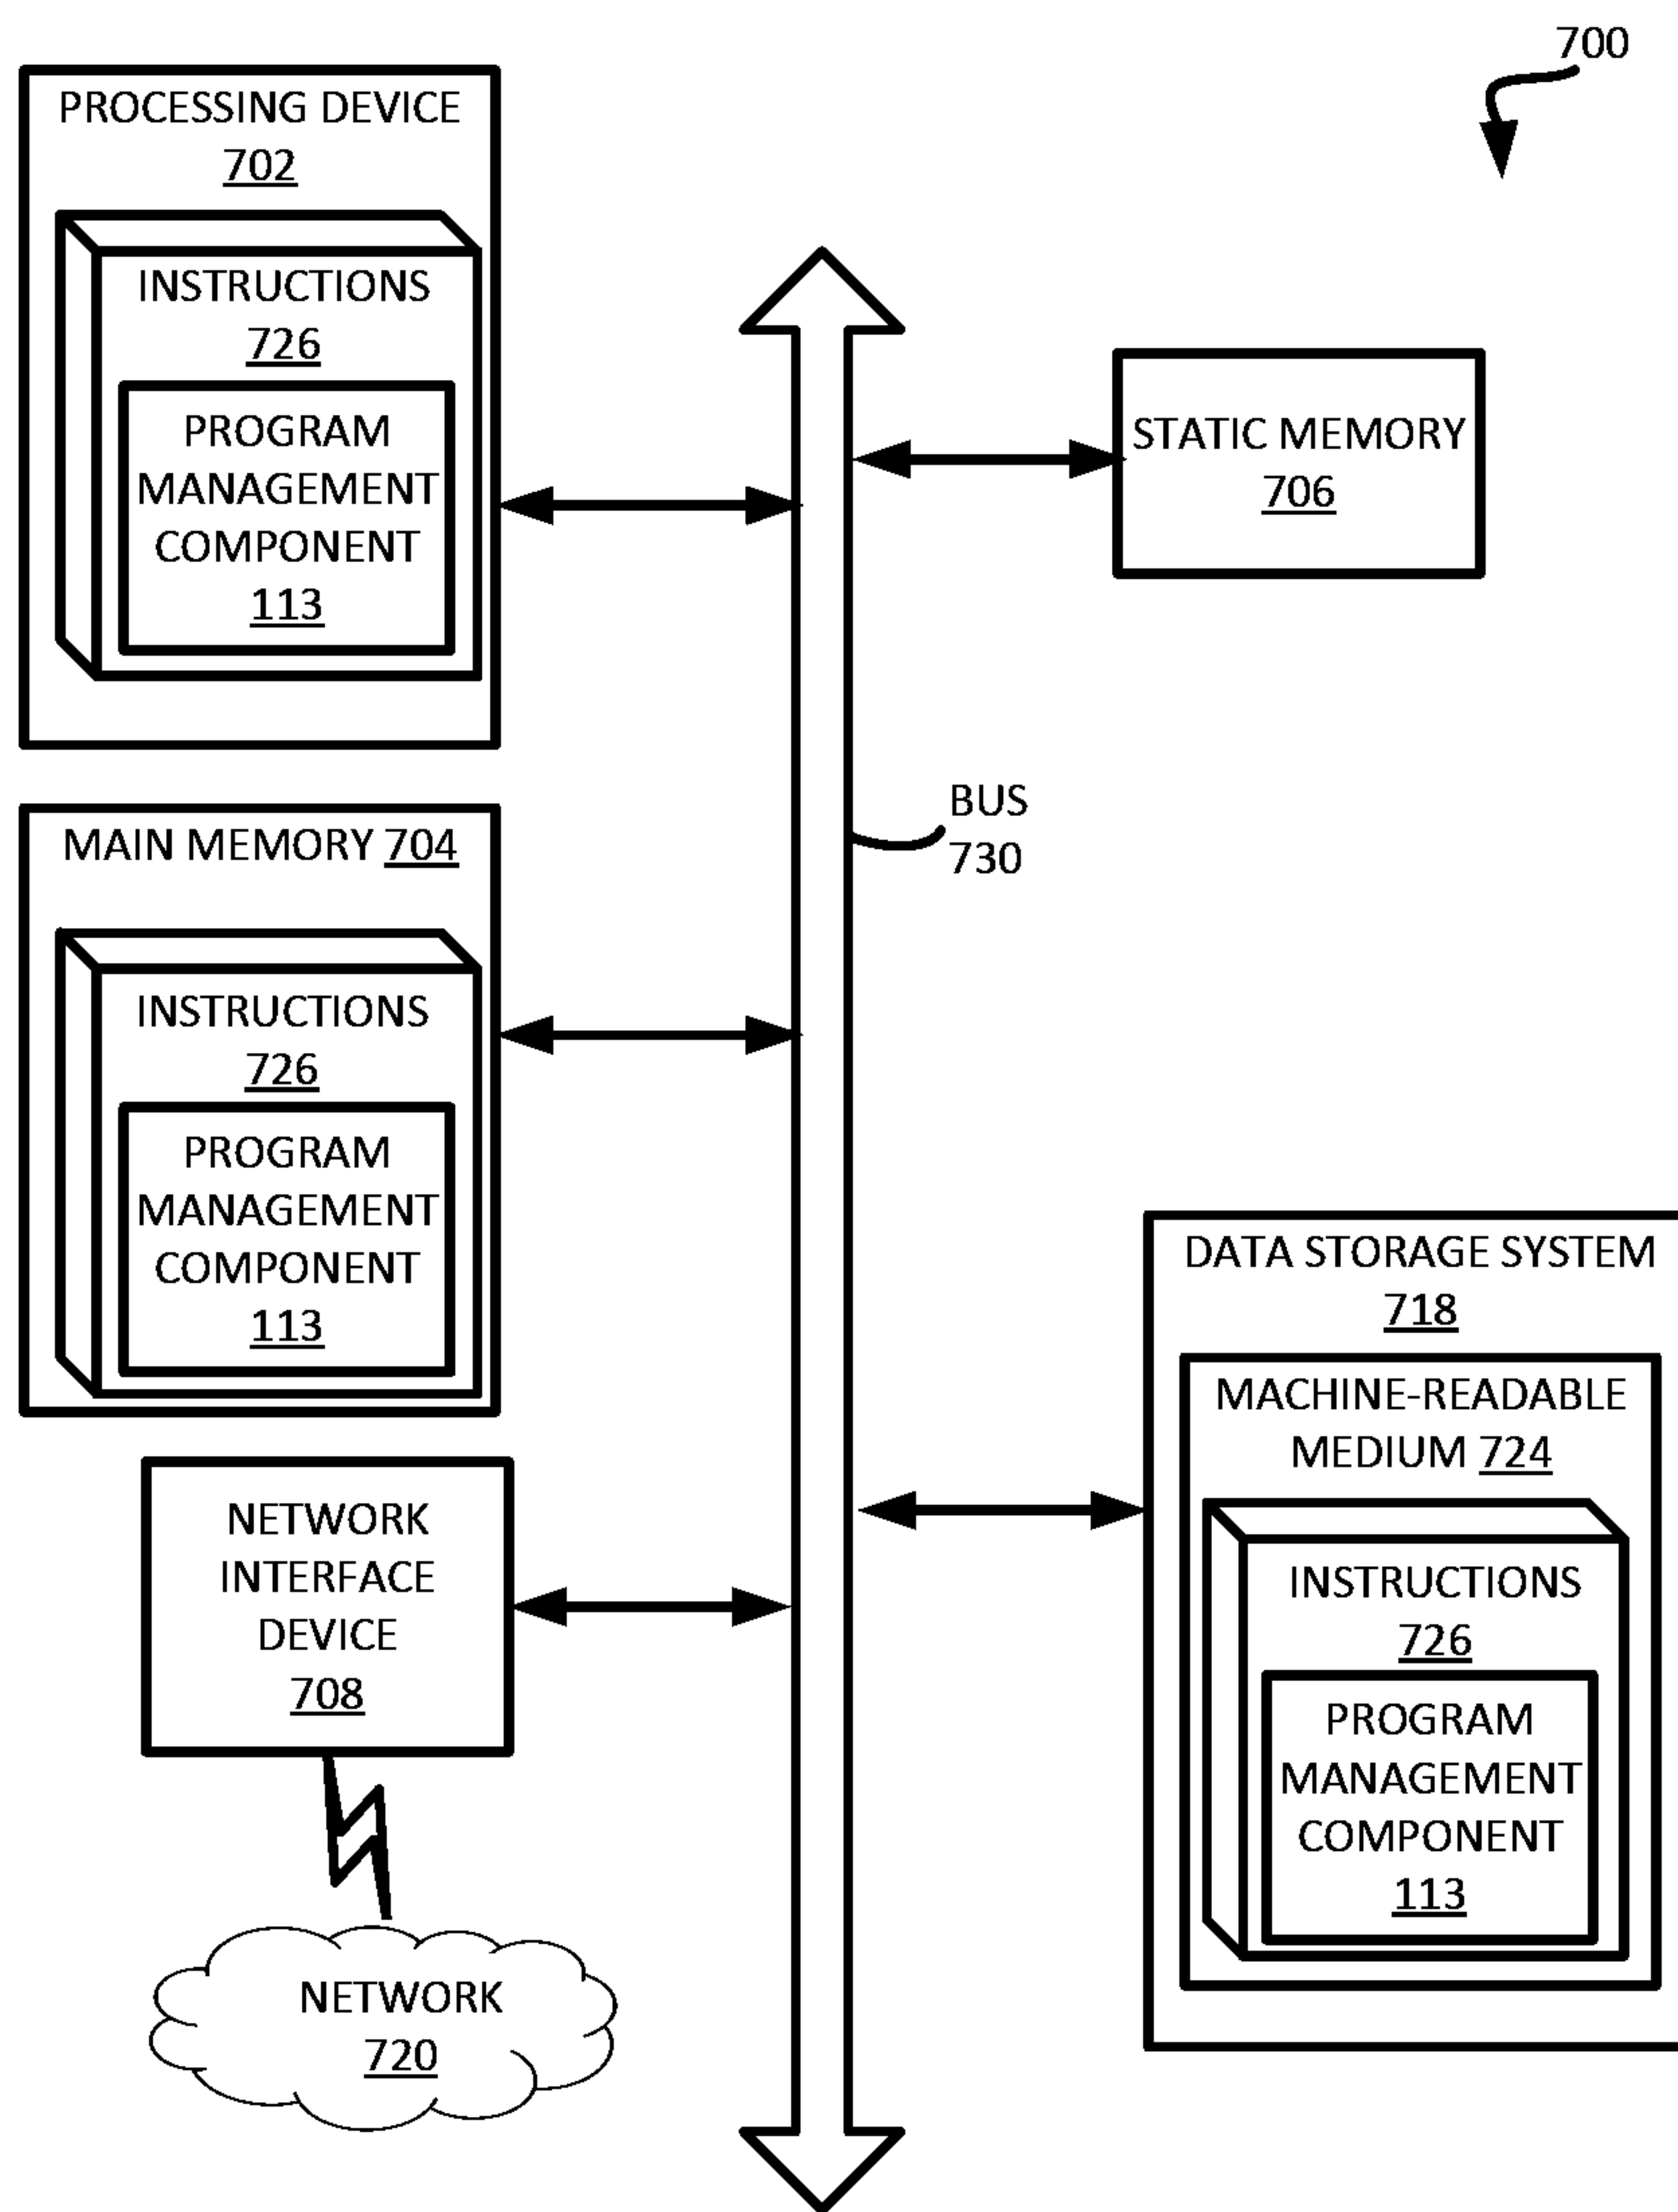 700
PROCESSING DEVICE
702
INSTRUCTIONS
726
PROGRAM
MANAGEMENT
COMPONENT
113
STATIC MEMORY
706
BUS
730
MAIN MEMORY 704
INSTRUCTIONS
726
PROGRAM
MANAGEMENT
COMPONENT
113
DATA STORAGE SYSTEM
718
MACHINE-READABLE
MEDIUM 724
INSTRUCTIONS
726
PROGRAM
MANAGEMENT
COMPONENT
113
NETWORK
INTERFACE
DEVICE
708
NETWORK
720